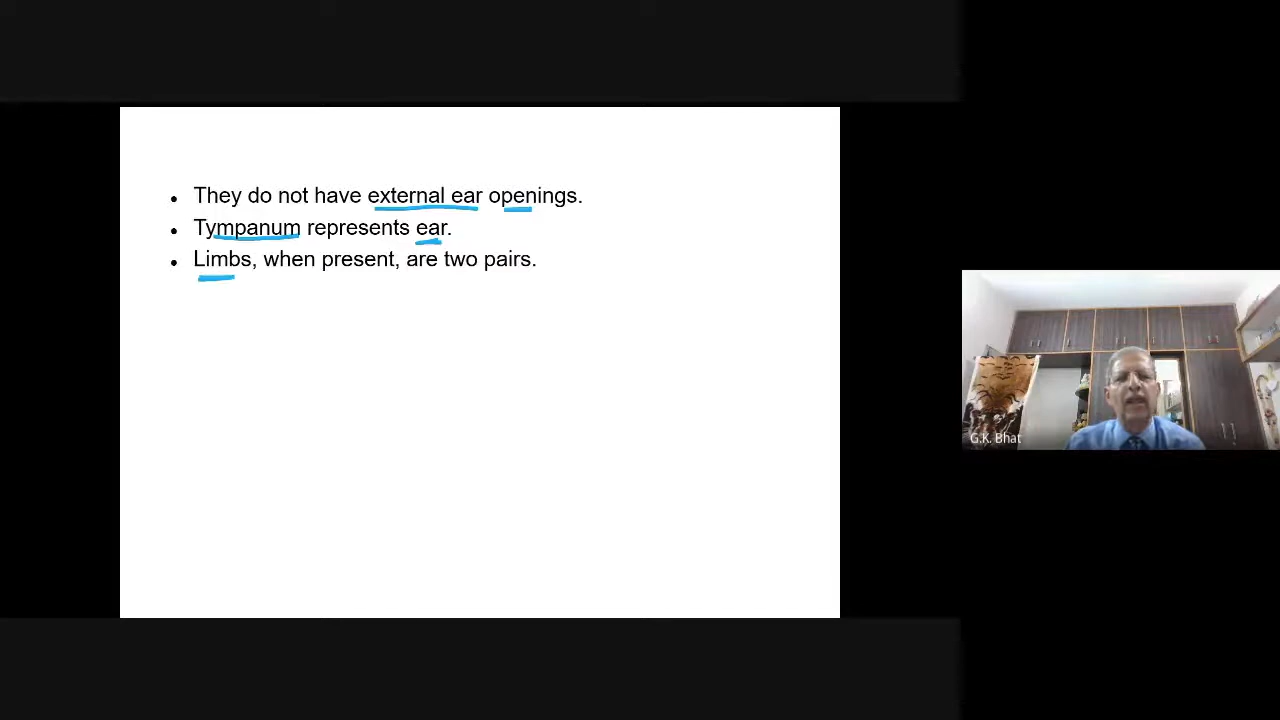 They do not have external ear openings.
Tympanum represents ear.
Limbs, when present, are two pairs.
G.K. Bhat